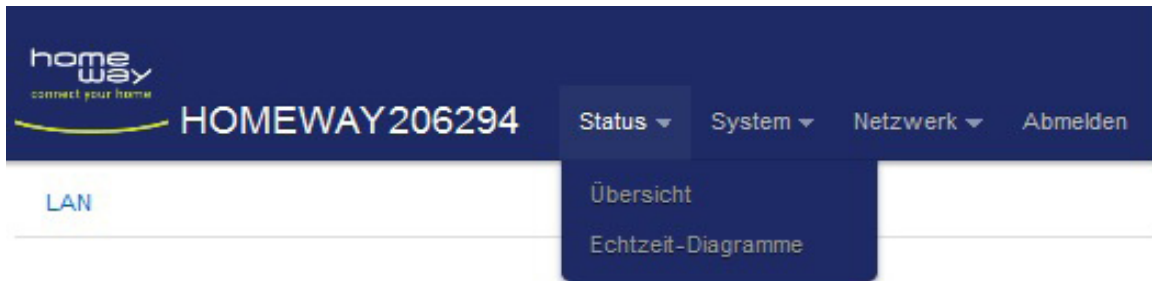 home
way
connect your home
HOMEWAY206294 Status System Netzwerk Abmelden
LAN
Übersicht
Echtzeit-Diagramme